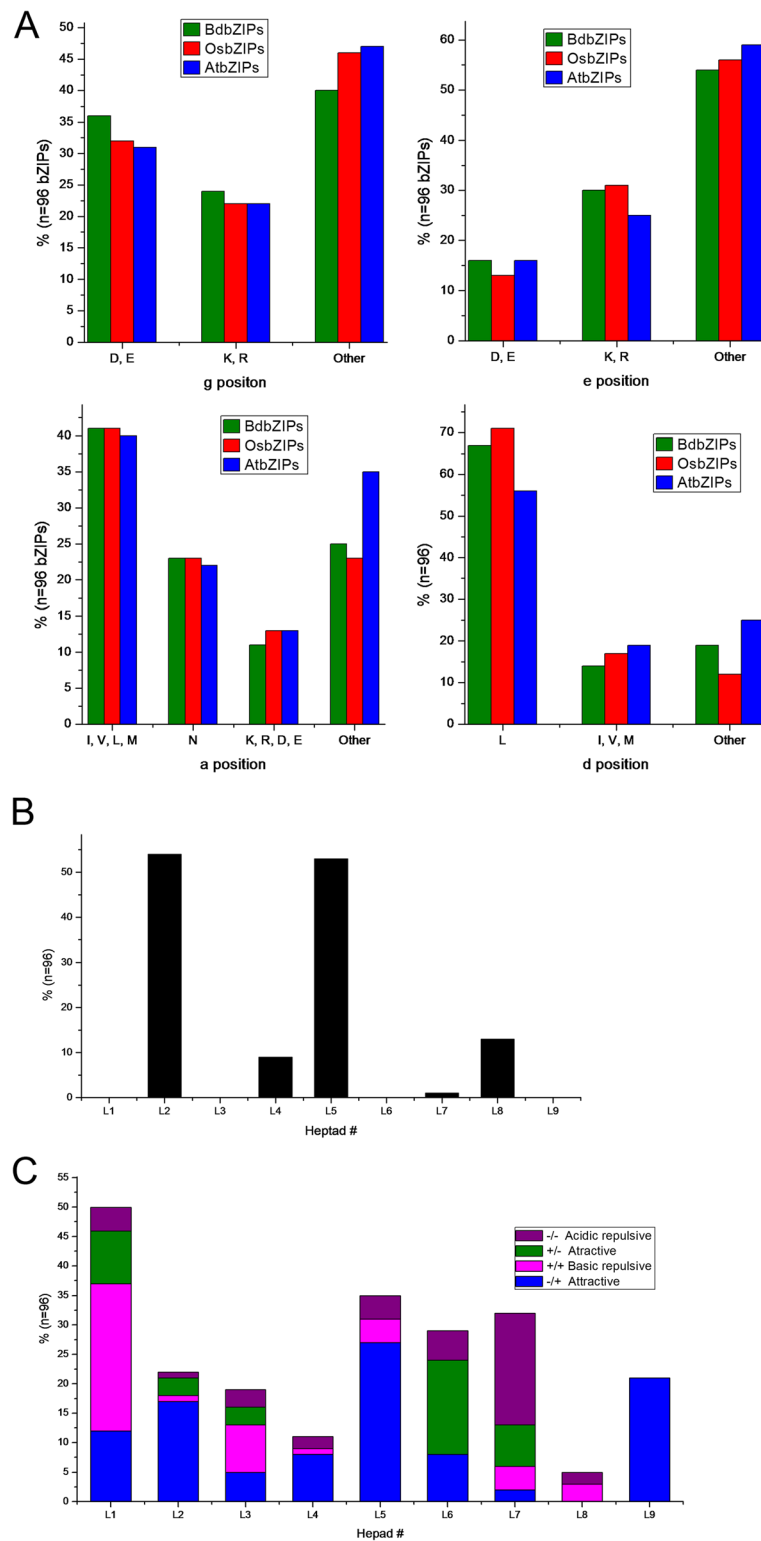 A
BdbZIPs
OsbZIPs
AtbZIPs
% (n=96 bZIPs)
50
45
40
35
30
25
20
15
10
5
0
D, E
K, R
Other
g positon
BdbZIPs
OsbZIPs
AtbZIPs
% (n=96 bZIPs)
60
50
40
30
20
10
0
D, E
K, R
Other
e position
BdbZIPs
OsbZIPs
AtbZIPs
% (n=96 bZIPs)
40
35
30
25
20
15
10
5
0
I, V, L, M
N
K, R, D, E
Other
a position
BdbZIPs
OsbZIPs
AtbZIPs
% (n=96)
70
60
50
40
30
20
10
0
L
I, V, M
Other
d position
B
% (n=96)
50
40
30
20
10
0
L1
L2
L3
L4
L5
L6
L7
L8
L9
Heptad #
C
-/- Acidic repulsive
+/- Atractive
+/+ Basic repulsive
-/+ Attractive
% (n=96)
55
50
45
40
35
30
25
20
15
10
5
0
L1
L2
L3
L4
L5
L6
L7
L8
L9
Hepad #